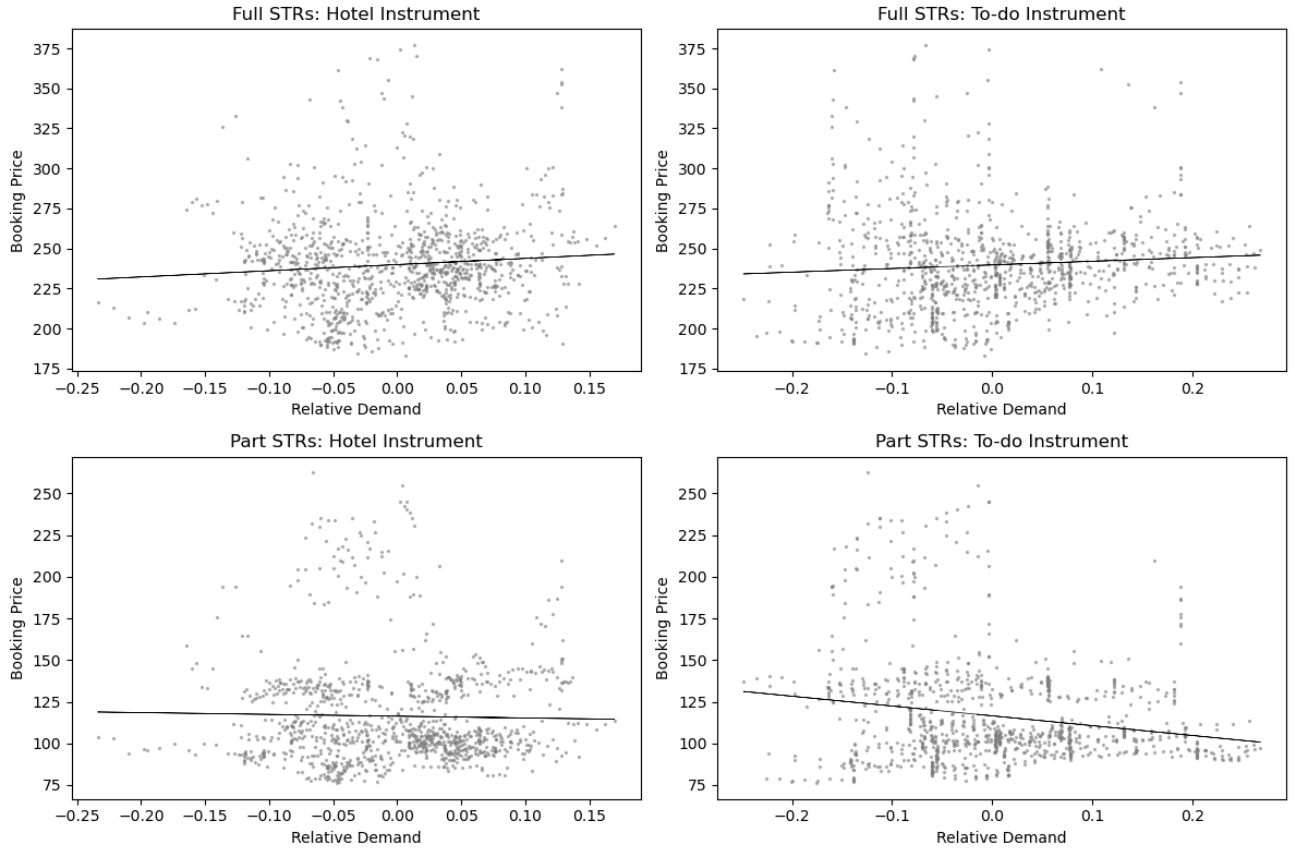 Full STRs: Hotel Instrument
375
350
325
300
275
250
225
200
175
Booking Price
−0.25 −0.20 −0.15 −0.10 −0.05 0.00 0.05 0.10 0.15
Relative Demand
Full STRs: To-do Instrument
375
350
325
300
275
250
225
200
175
Booking Price
−0.2 −0.1 0.0 0.1 0.2
Relative Demand
Part STRs: Hotel Instrument
250
225
200
175
150
125
100
75
Booking Price
−0.25 −0.20 −0.15 −0.10 −0.05 0.00 0.05 0.10 0.15
Relative Demand
Part STRs: To-do Instrument
250
225
200
175
150
125
100
75
Booking Price
−0.2 −0.1 0.0 0.1 0.2
Relative Demand